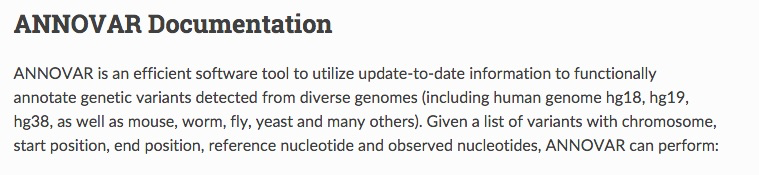 ANNOVAR Documentation
ANNOVAR is an efficient software tool to utilize update-to-date information to functionally
annotate genetic variants detected from diverse genomes (including human genome hg18, hg19,
hg38, as well as mouse, worm, fly, yeast and many others). Given a list of variants with chromosome,
start position, end position, reference nucleotide and observed nucleotides, ANNOVAR can perform: